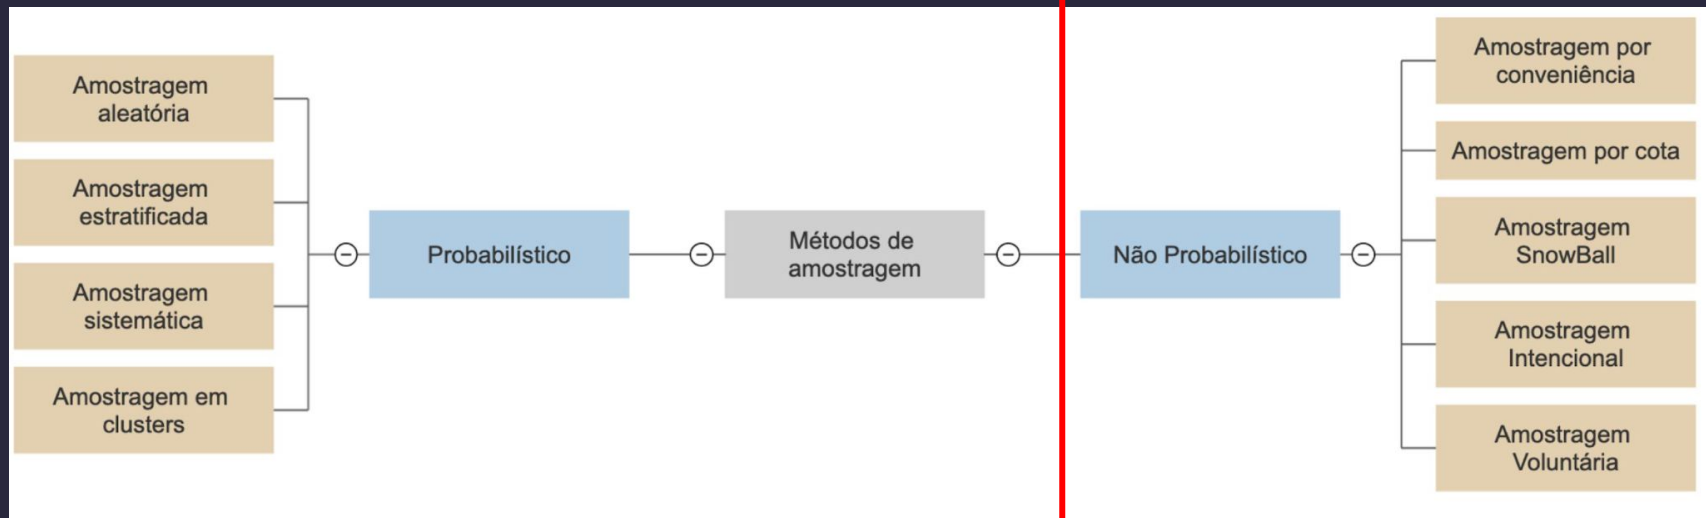 Amostragem
aleatória
Amostragem
estratificada
Amostragem
sistemática
Amostragem em
clusters
Probabilístico
Métodos de
amostragem
Não Probabilístico
Amostragem por
conveniência
Amostragem por cota
Amostragem
SnowBall
Amostragem
Intencional
Amostragem
Voluntária